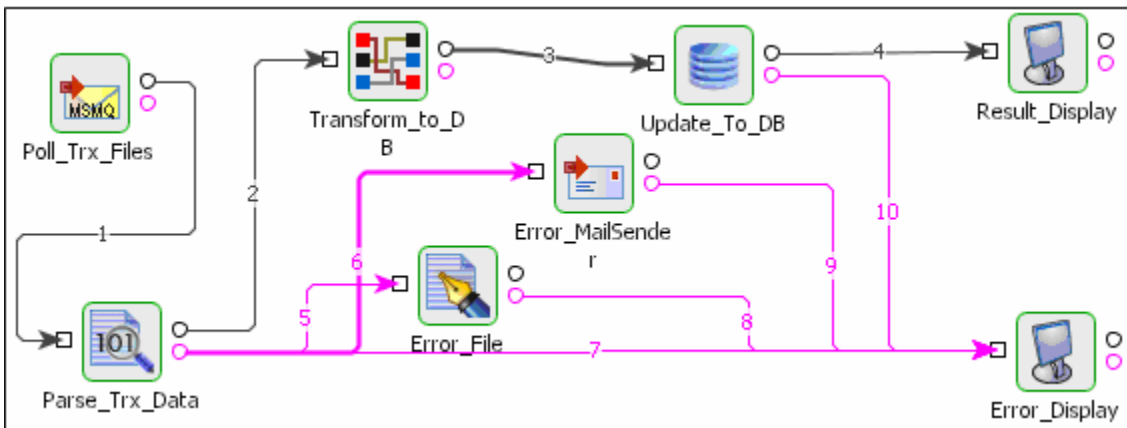 MSMQ
Poll_Trx_Files
Transform_to_D
B
3
Update_To_DB
4
Result_Display
2
1
Error_MailSende
r
10
6
9
5
Error_File
8
7
101
Parse_Trx_Data
Error_Display